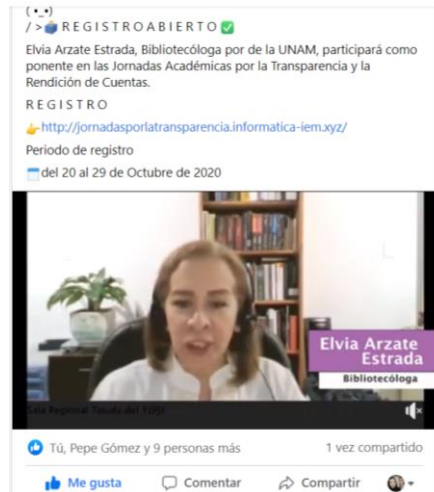 ( •_•)
/ >🗳️ R E G I S T R O A B I E R T O ✅
Elvia Arzate Estrada, Bibliotecóloga por de la UNAM, participará como
ponente en las Jornadas Académicas por la Transparencia y la
Rendición de Cuentas.
R E G I S T R O
👉http://jornadasporlatransparencia.informatica-iem.xyz/
Periodo de registro
🗓️del 20 al 29 de Octubre de 2020
Elvia Arzate
Estrada
Bibliotecóloga
Sala Regional Toluca del TEPJF
Tú, Pepe Gómez y 9 personas más
1 vez compartido
Me gusta
Comentar
Compartir